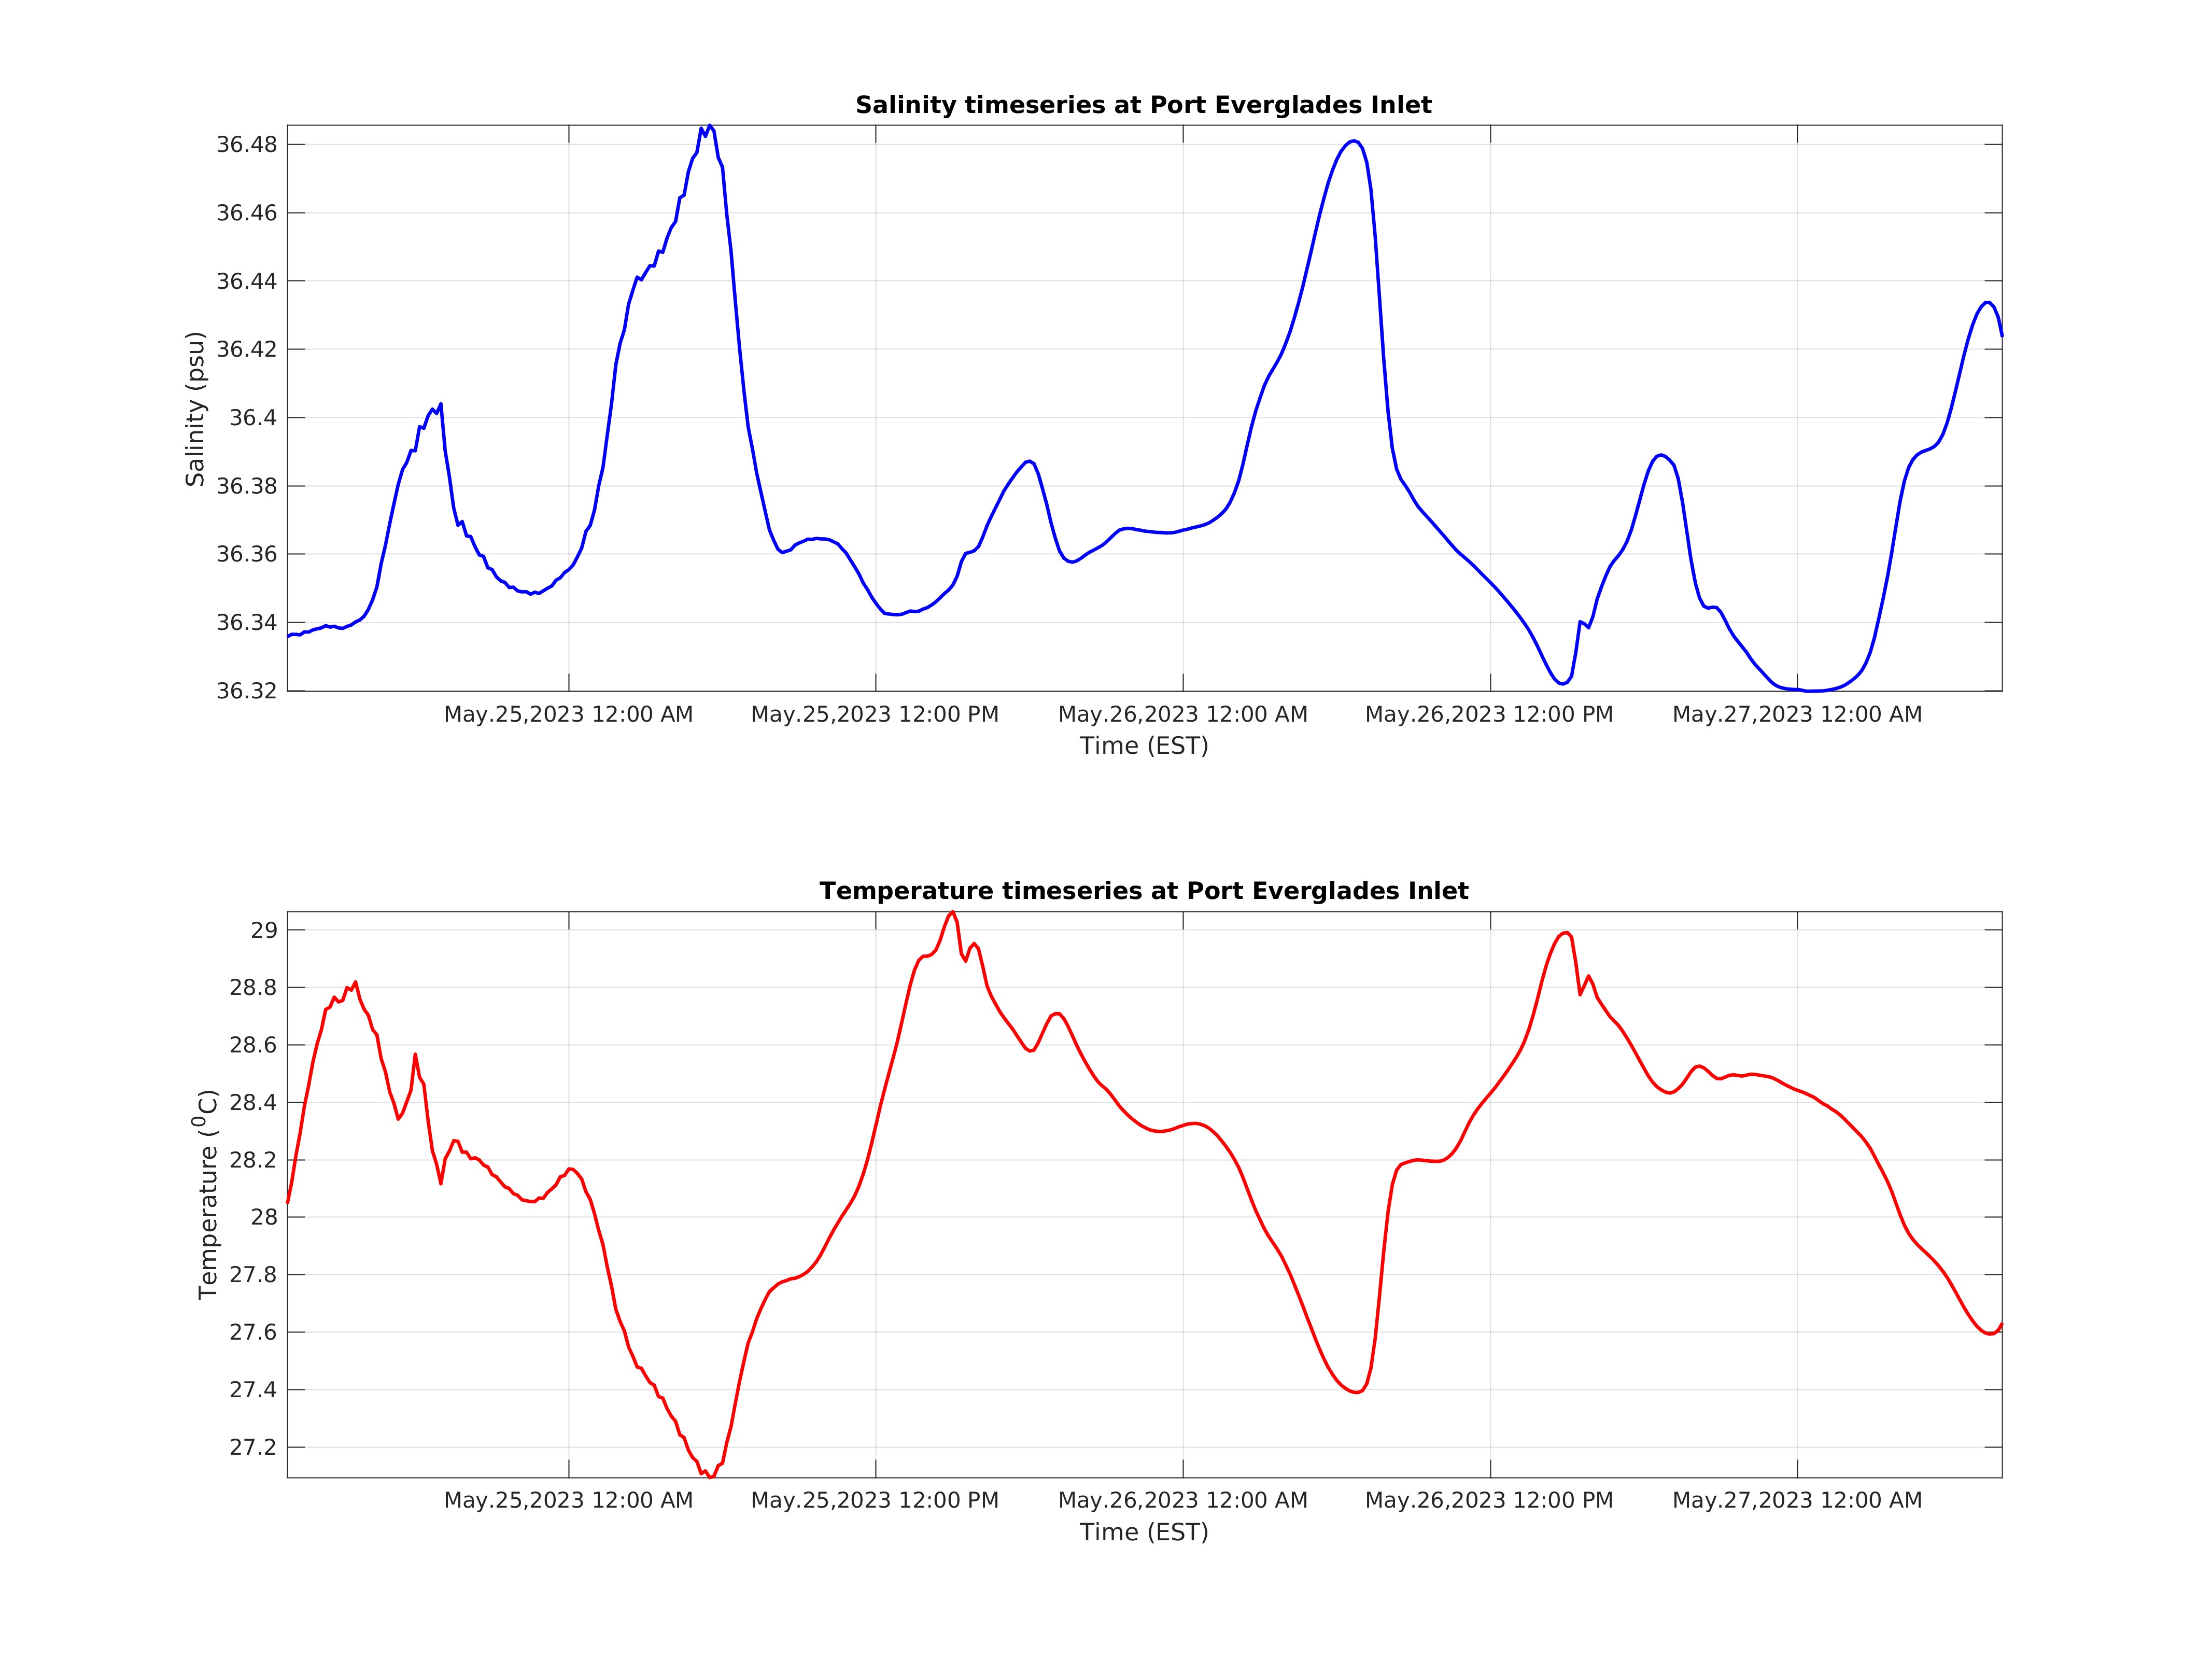 Salinity timeseries at Port Everglades Inlet
36.48
36.46
36.44
36.42
36.4
36.38
36.36
36.34
36.32
Salinity (psu)
May.25,2023 12:00 AM May.25,2023 12:00 PM May.26,2023 12:00 AM May.26,2023 12:00 PM May.27,2023 12:00 AM
Time (EST)
Temperature timeseries at Port Everglades Inlet
29
28.8
28.6
28.4
28.2
28
27.8
27.6
27.4
27.2
Temperature (⁰C)
May.25,2023 12:00 AM May.25,2023 12:00 PM May.26,2023 12:00 AM May.26,2023 12:00 PM May.27,2023 12:00 AM
Time (EST)